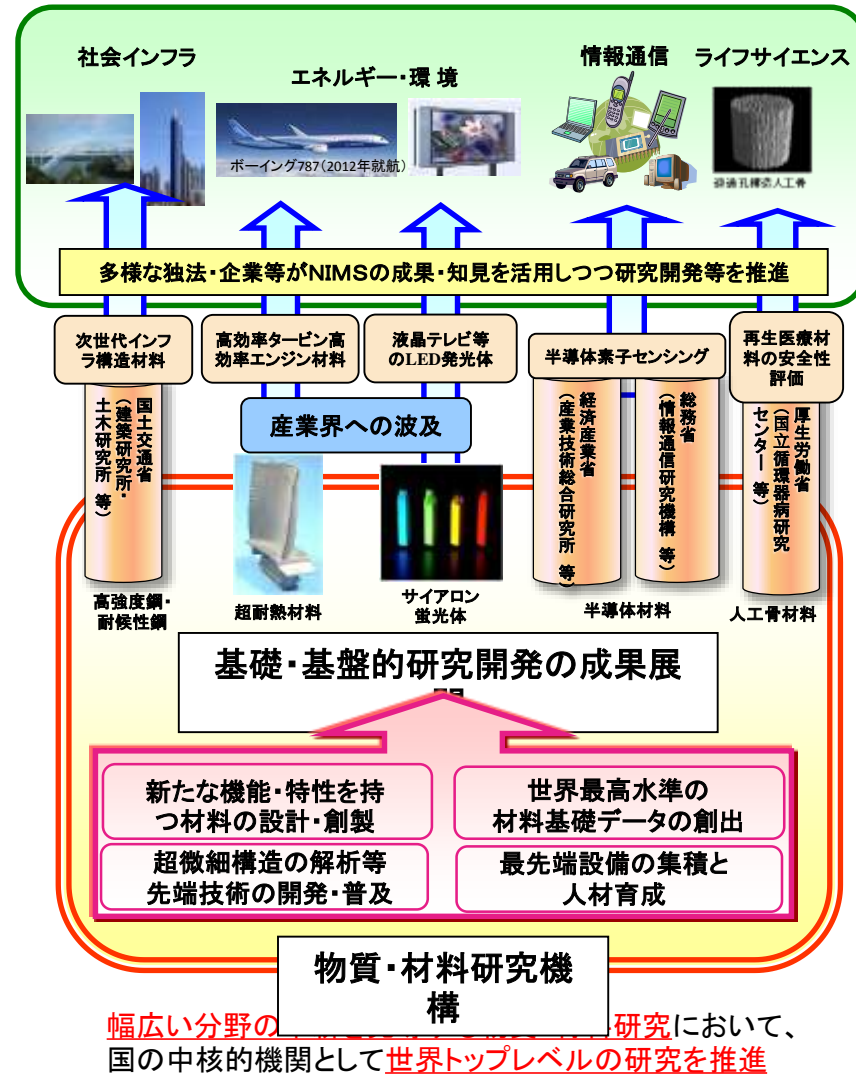 社会インフラ
エネルギー・環 境
情報通信
ライフサイエンス
ボーイング787(2012年就航)
連通孔構造人工骨
多様な独法・企業等がNIMSの成果・知見を活用しつつ研究開発等を推進
次世代インフ
ラ構造材料
高効率タービン高
効率エンジン材料
液晶テレビ等
のLED発光体
半導体素子センシング
再生医療材
料の安全性
評価
産業界への波及
国土交通省
(建築研究所・
土木研究所 等)
経済産業省
(産業技術総合研究所 等)
総務省
(情報通信研究機構 等)
厚生労働省
(国立循環器病研究
センター 等)
高強度鋼・
耐候性鋼
超耐熱材料
サイアロン
蛍光体
半導体材料
人工骨材料
基礎・基盤的研究開発の成果展
新たな機能・特性を持
つ材料の設計・創製
世界最高水準の
材料基礎データの創出
超微細構造の解析等
先端技術の開発・普及
最先端設備の集積と
人材育成
物質・材料研究機
構
幅広い分野の 研究において、
国の中核的機関として世界トップレベルの研究を推進